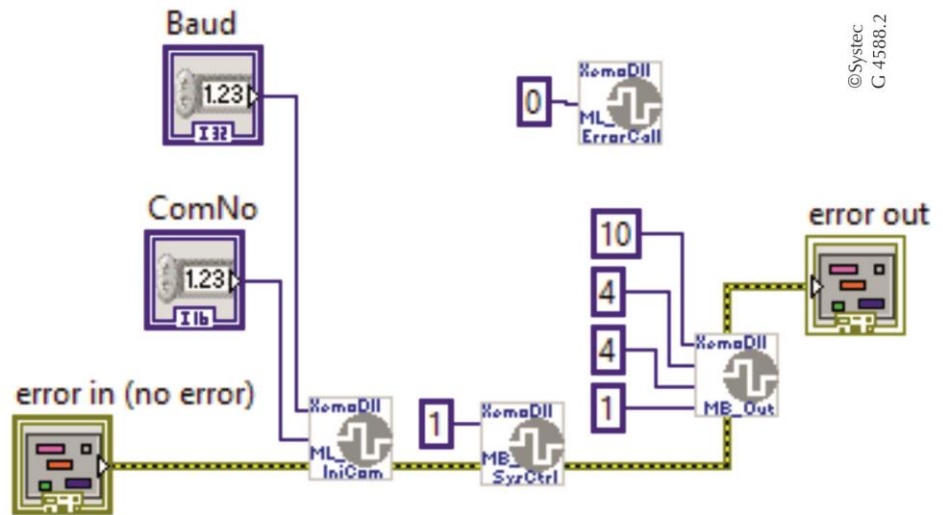 Baud
1.23
I32
ComNo
1.23
I16
error in (no error)
XemoDll
ML_
IniCom
1
XemoDll
MB_
SysCtrl
0
XemoDll
ML_
ErrorCall
10
4
4
1
XemoDll
MB_Out
error out
©Systec
G 4588.2